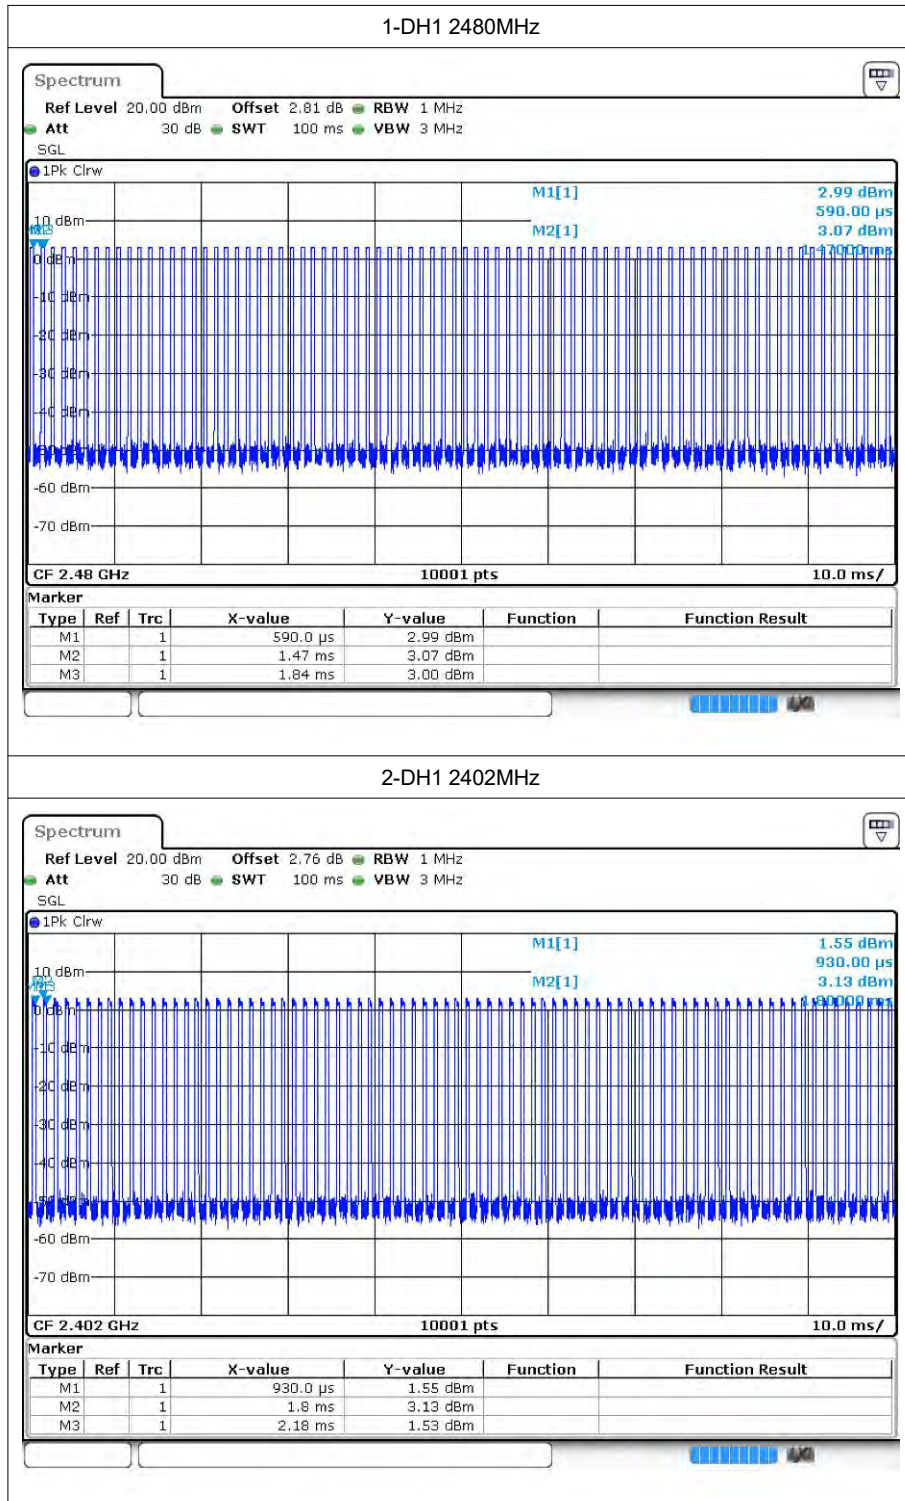 1-DH1 2480MHz
Spectrum
Ref Level 20.00 dBm Offset 2.81 dB RBW 1 MHz
Att 30 dB SWT 100 ms VBW 3 MHz
SGL
1Pk Clrw
M1[1] 2.99 dBm
590.00 µs
10 dBm
M2[1] 3.07 dBm
1.47000 ms
0 dBm
-10 dBm
-20 dBm
-30 dBm
-40 dBm
-60 dBm
-70 dBm
CF 2.48 GHz 10001 pts 10.0 ms/
Marker
Type Ref Trc X-value Y-value Function Function Result
M1 1 590.0 µs 2.99 dBm
M2 1 1.47 ms 3.07 dBm
M3 1 1.84 ms 3.00 dBm
2-DH1 2402MHz
Spectrum
Ref Level 20.00 dBm Offset 2.76 dB RBW 1 MHz
Att 30 dB SWT 100 ms VBW 3 MHz
SGL
1Pk Clrw
M1[1] 1.55 dBm
930.00 µs
10 dBm
M2[1] 3.13 dBm
1.80000 ms
0 dBm
-10 dBm
-20 dBm
-30 dBm
-40 dBm
-60 dBm
-70 dBm
CF 2.402 GHz 10001 pts 10.0 ms/
Marker
Type Ref Trc X-value Y-value Function Function Result
M1 1 930.0 µs 1.55 dBm
M2 1 1.8 ms 3.13 dBm
M3 1 2.18 ms 1.53 dBm